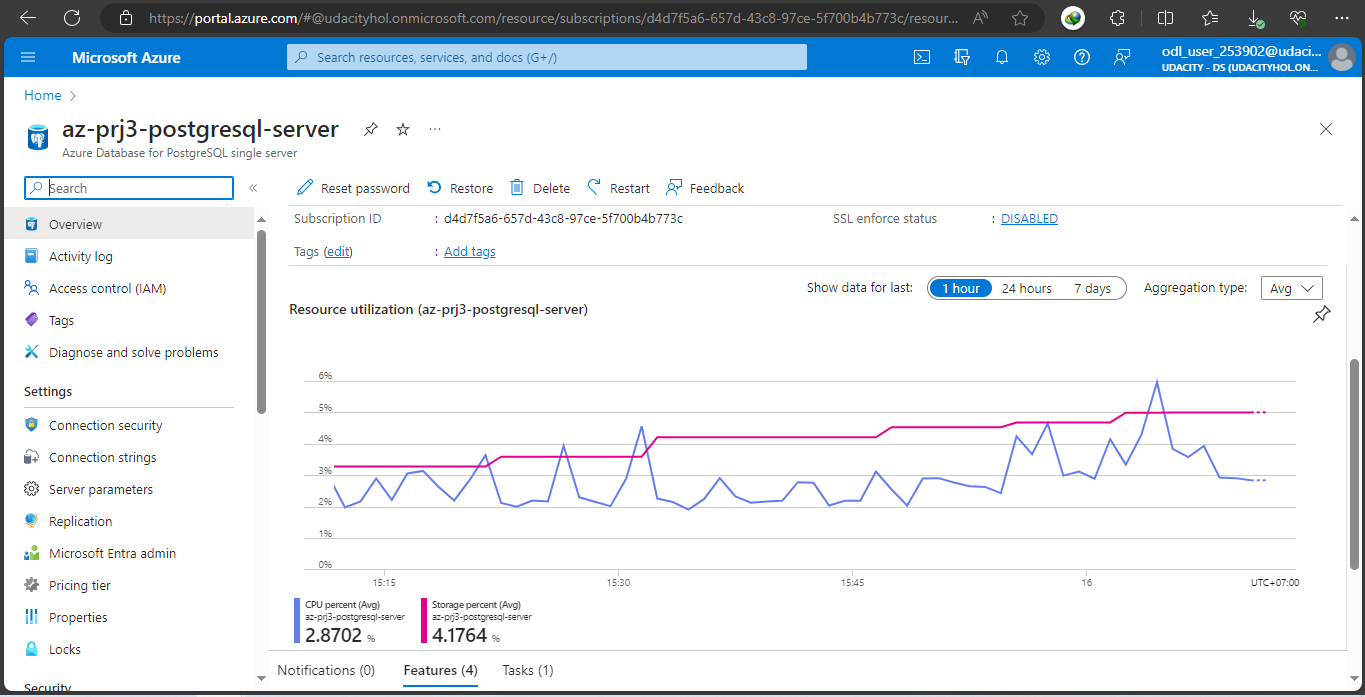 https://portal.azure.com/#@udacityhol.onmicrosoft.com/resource/subscriptions/d4d7f5a6-657d-43c8-97ce-5f700b4b773c/resour...
Microsoft Azure
Search resources, services, and docs (G+/)
odl_user_253902@udaci...
UDACITY - DS (UDACITYHOL.ON...
Home
az-prj3-postgresql-server
Azure Database for PostgreSQL single server
Search
Reset password
Restore
Delete
Restart
Feedback
Overview
Activity log
Access control (IAM)
Tags
Diagnose and solve problems
Settings
Connection security
Connection strings
Server parameters
Replication
Microsoft Entra admin
Pricing tier
Properties
Locks
Security
Subscription ID : d4d7f5a6-657d-43c8-97ce-5f700b4b773c
SSL enforce status : DISABLED
Tags (edit) : Add tags
Show data for last: 1 hour 24 hours 7 days Aggregation type: Avg
Resource utilization (az-prj3-postgresql-server)
6%
5%
4%
3%
2%
1%
0%
15:15 15:30 15:45 16 UTC+07:00
CPU percent (Avg)
az-prj3-postgresql-server
2.8702 %
Storage percent (Avg)
az-prj3-postgresql-server
4.1764 %
Notifications (0) Features (4) Tasks (1)